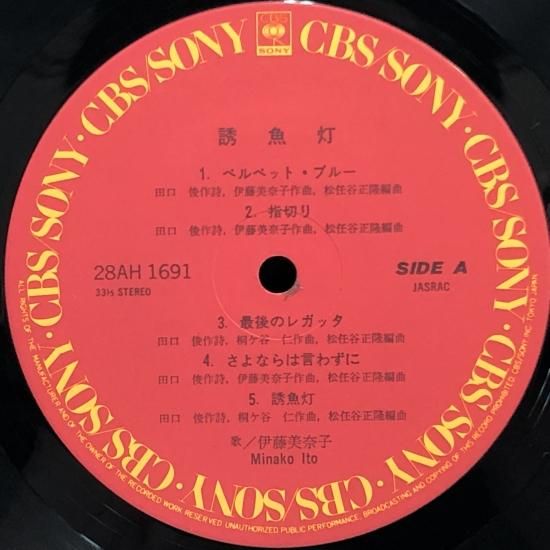 CBS
SONY
CBS/SONY · CBS/SONY · CBS/SONY · CBS/SONY · CBS/SONY · CBS/SONY · CBS/SONY · CBS/SONY
誘魚灯
1. ベルベット・ブルー
田口 俊作詩, 伊藤美奈子作曲, 松任谷正隆編曲
2. 指切り
田口 俊作詩, 伊藤美奈子作曲, 松任谷正隆編曲
28AH 1691
33⅓ STEREO
SIDE A
JASRAC
3. 最後のレガッタ
田口 俊作詩, 桐ケ谷 仁作曲, 松任谷正隆編曲
4. さよならは言わずに
田口 俊作詩, 伊藤美奈子作曲, 松任谷正隆編曲
5. 誘魚灯
田口 俊作詩, 桐ケ谷 仁作曲, 松任谷正隆編曲
歌／伊藤美奈子
Minako Ito
ALL RIGHTS OF THE MANUFACTURER AND OF THE OWNER OF THE RECORDED WORK RESERVED UNAUTHORIZED PUBLIC PERFORMANCE, BROADCASTING AND COPYING OF THIS RECORD PROHIBITED CBS/SONY INC. TOKYO JAPAN